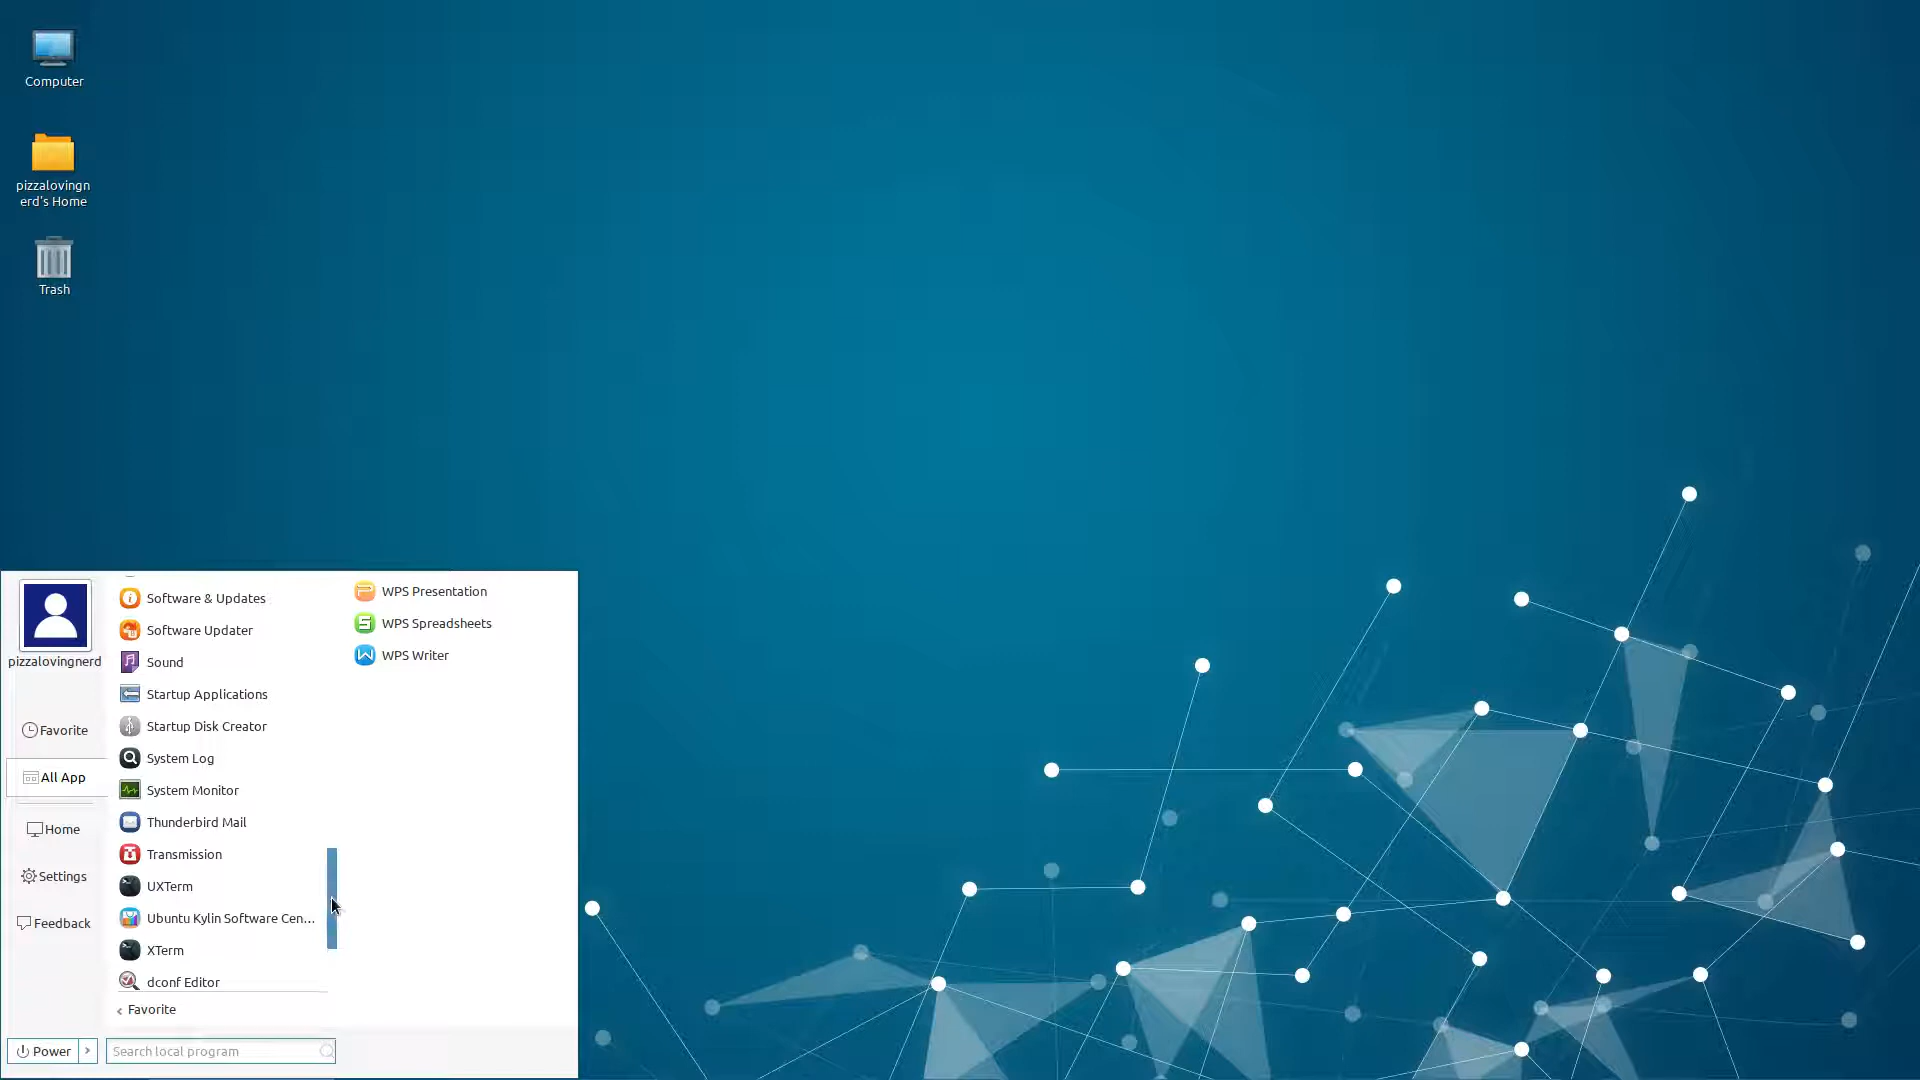 Computer
pizzalovingn
erd's Home
Trash
pizzalovingnerd
Favorite
All App
Home
Settings
Feedback
Power
Software & Updates
Software Updater
Sound
Startup Applications
Startup Disk Creator
System Log
System Monitor
Thunderbird Mail
Transmission
UXTerm
Ubuntu Kylin Software Cen...
XTerm
dconf Editor
Favorite
Search local program
WPS Presentation
WPS Spreadsheets
WPS Writer